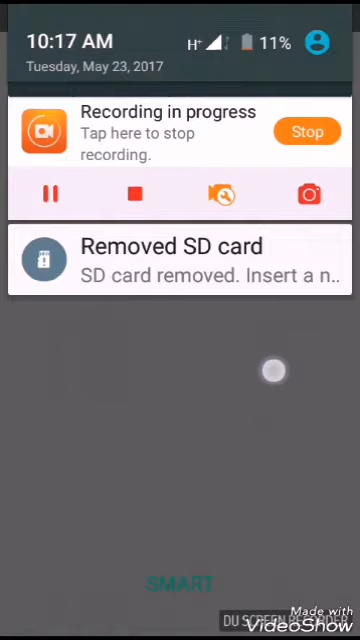 10:17 AM
H+ 11%
Tuesday, May 23, 2017
Recording in progress
Tap here to stop
recording.
Stop
Removed SD card
SD card removed. Insert a n..
SMART
Made with
VideoShow
DU SCREEN RECORDER